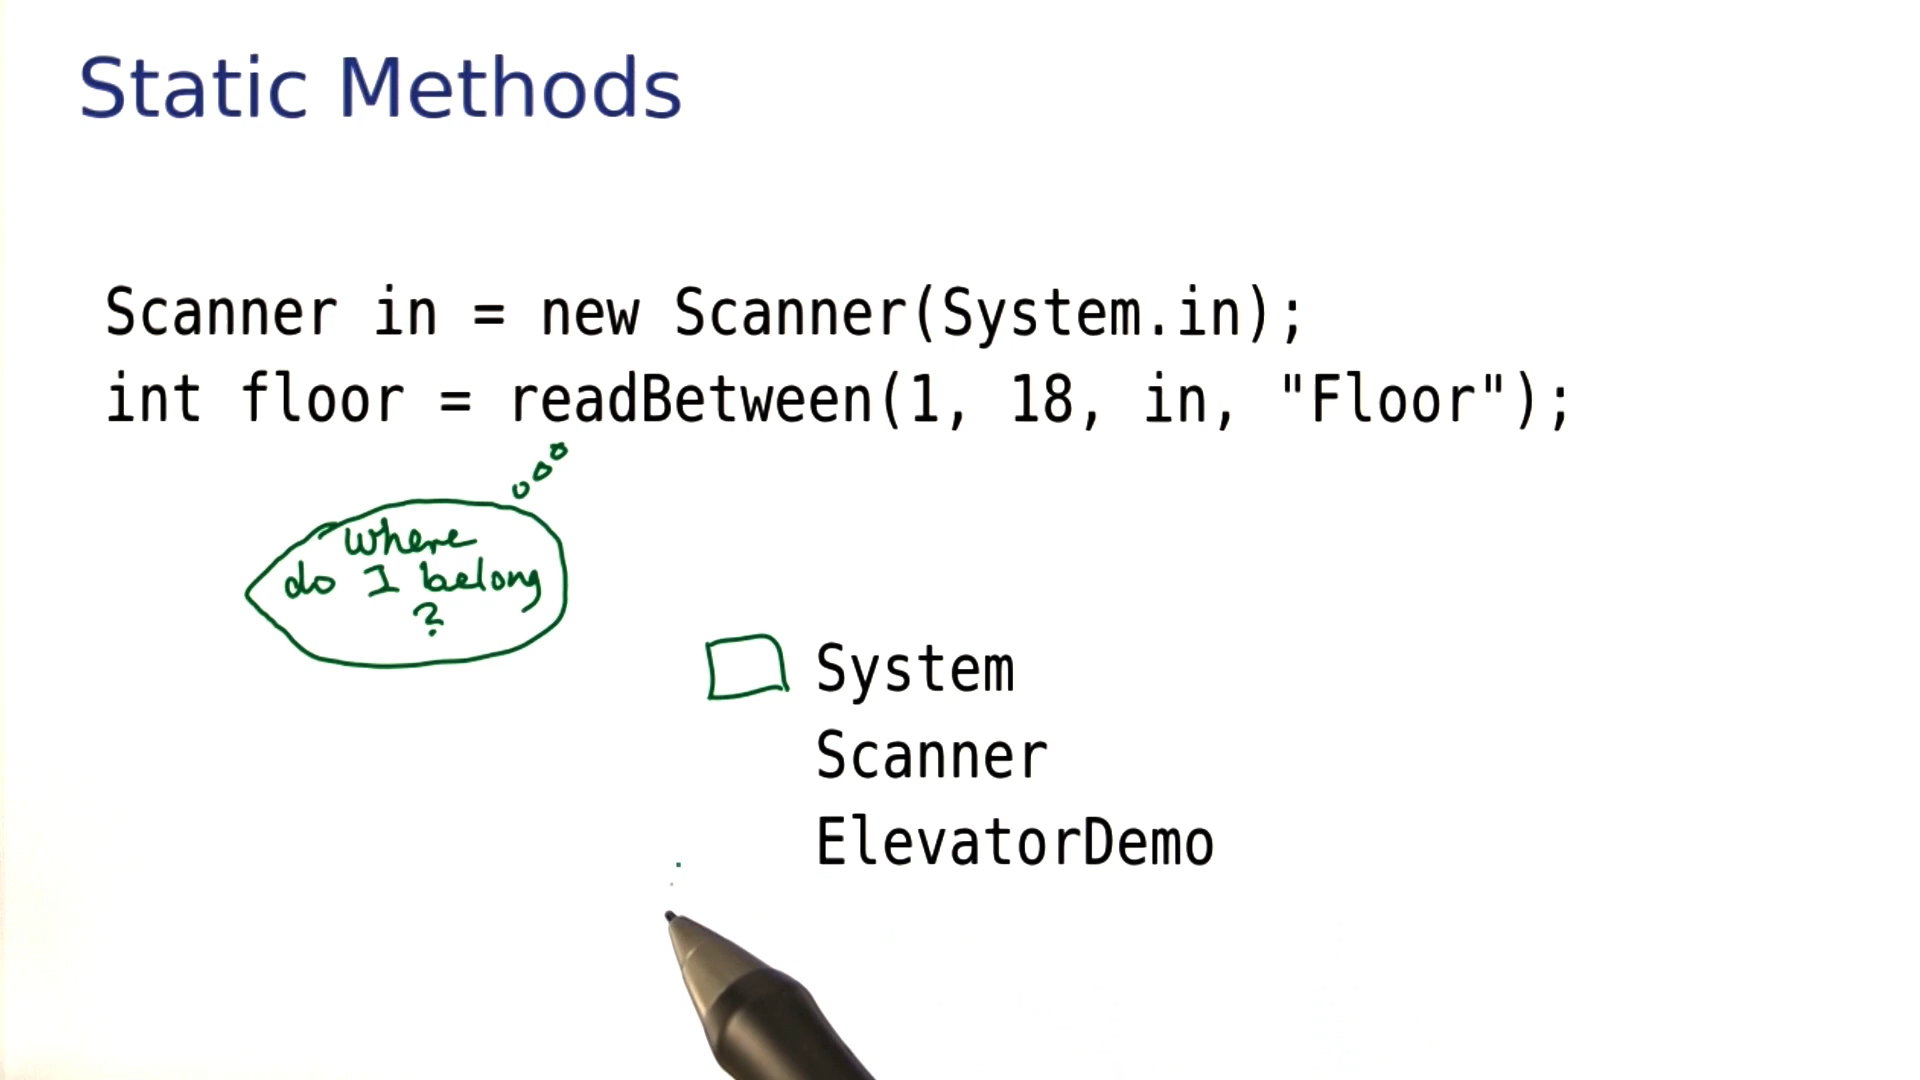 Static Methods
Scanner in = new Scanner(System.in);
int floor = readBetween(1, 18, in, "Floor");
where
do I belong
?
System
Scanner
ElevatorDemo